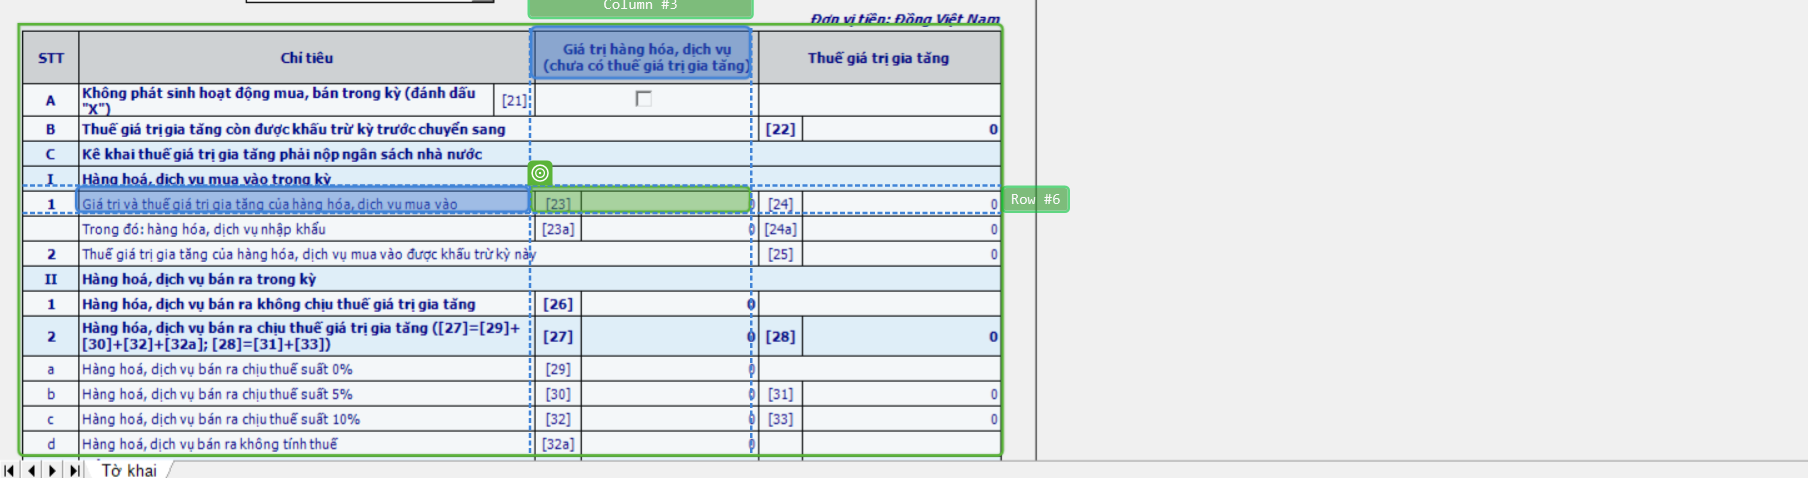 Column #3
Đơn vị tiền: Đồng Việt Nam
STT Chỉ tiêu Giá trị hàng hóa, dịch vụ (chưa có thuế giá trị gia tăng) Thuế giá trị gia tăng
A Không phát sinh hoạt động mua, bán trong kỳ (đánh dấu "X") [21]
B Thuế giá trị gia tăng còn được khấu trừ kỳ trước chuyển sang [22] 0
C Kê khai thuế giá trị gia tăng phải nộp ngân sách nhà nước
I Hàng hoá, dịch vụ mua vào trong kỳ
1 Giá trị và thuế giá trị gia tăng của hàng hóa, dịch vụ mua vào [23] 0 [24] 0
Row #6
Trong đó: hàng hóa, dịch vụ nhập khẩu [23a] 0 [24a] 0
2 Thuế giá trị gia tăng của hàng hóa, dịch vụ mua vào được khấu trừ kỳ này [25] 0
II Hàng hoá, dịch vụ bán ra trong kỳ
1 Hàng hóa, dịch vụ bán ra không chịu thuế giá trị gia tăng [26] 0
2 Hàng hóa, dịch vụ bán ra chịu thuế giá trị gia tăng ([27]=[29]+ [30]+[32]+[32a]; [28]=[31]+[33]) [27] 0 [28] 0
a Hàng hoá, dịch vụ bán ra chịu thuế suất 0% [29] 0
b Hàng hoá, dịch vụ bán ra chịu thuế suất 5% [30] 0 [31] 0
c Hàng hoá, dịch vụ bán ra chịu thuế suất 10% [32] 0 [33] 0
d Hàng hoá, dịch vụ bán ra không tính thuế [32a] 0
Tờ khai